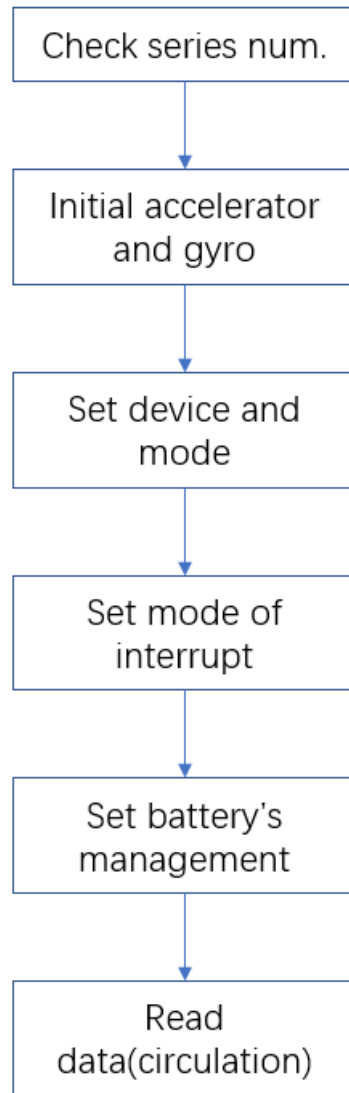 Check series num.
Initial accelerator
and gyro
Set device and
mode
Set mode of
interrupt
Set battery's
management
Read
data(circulation)